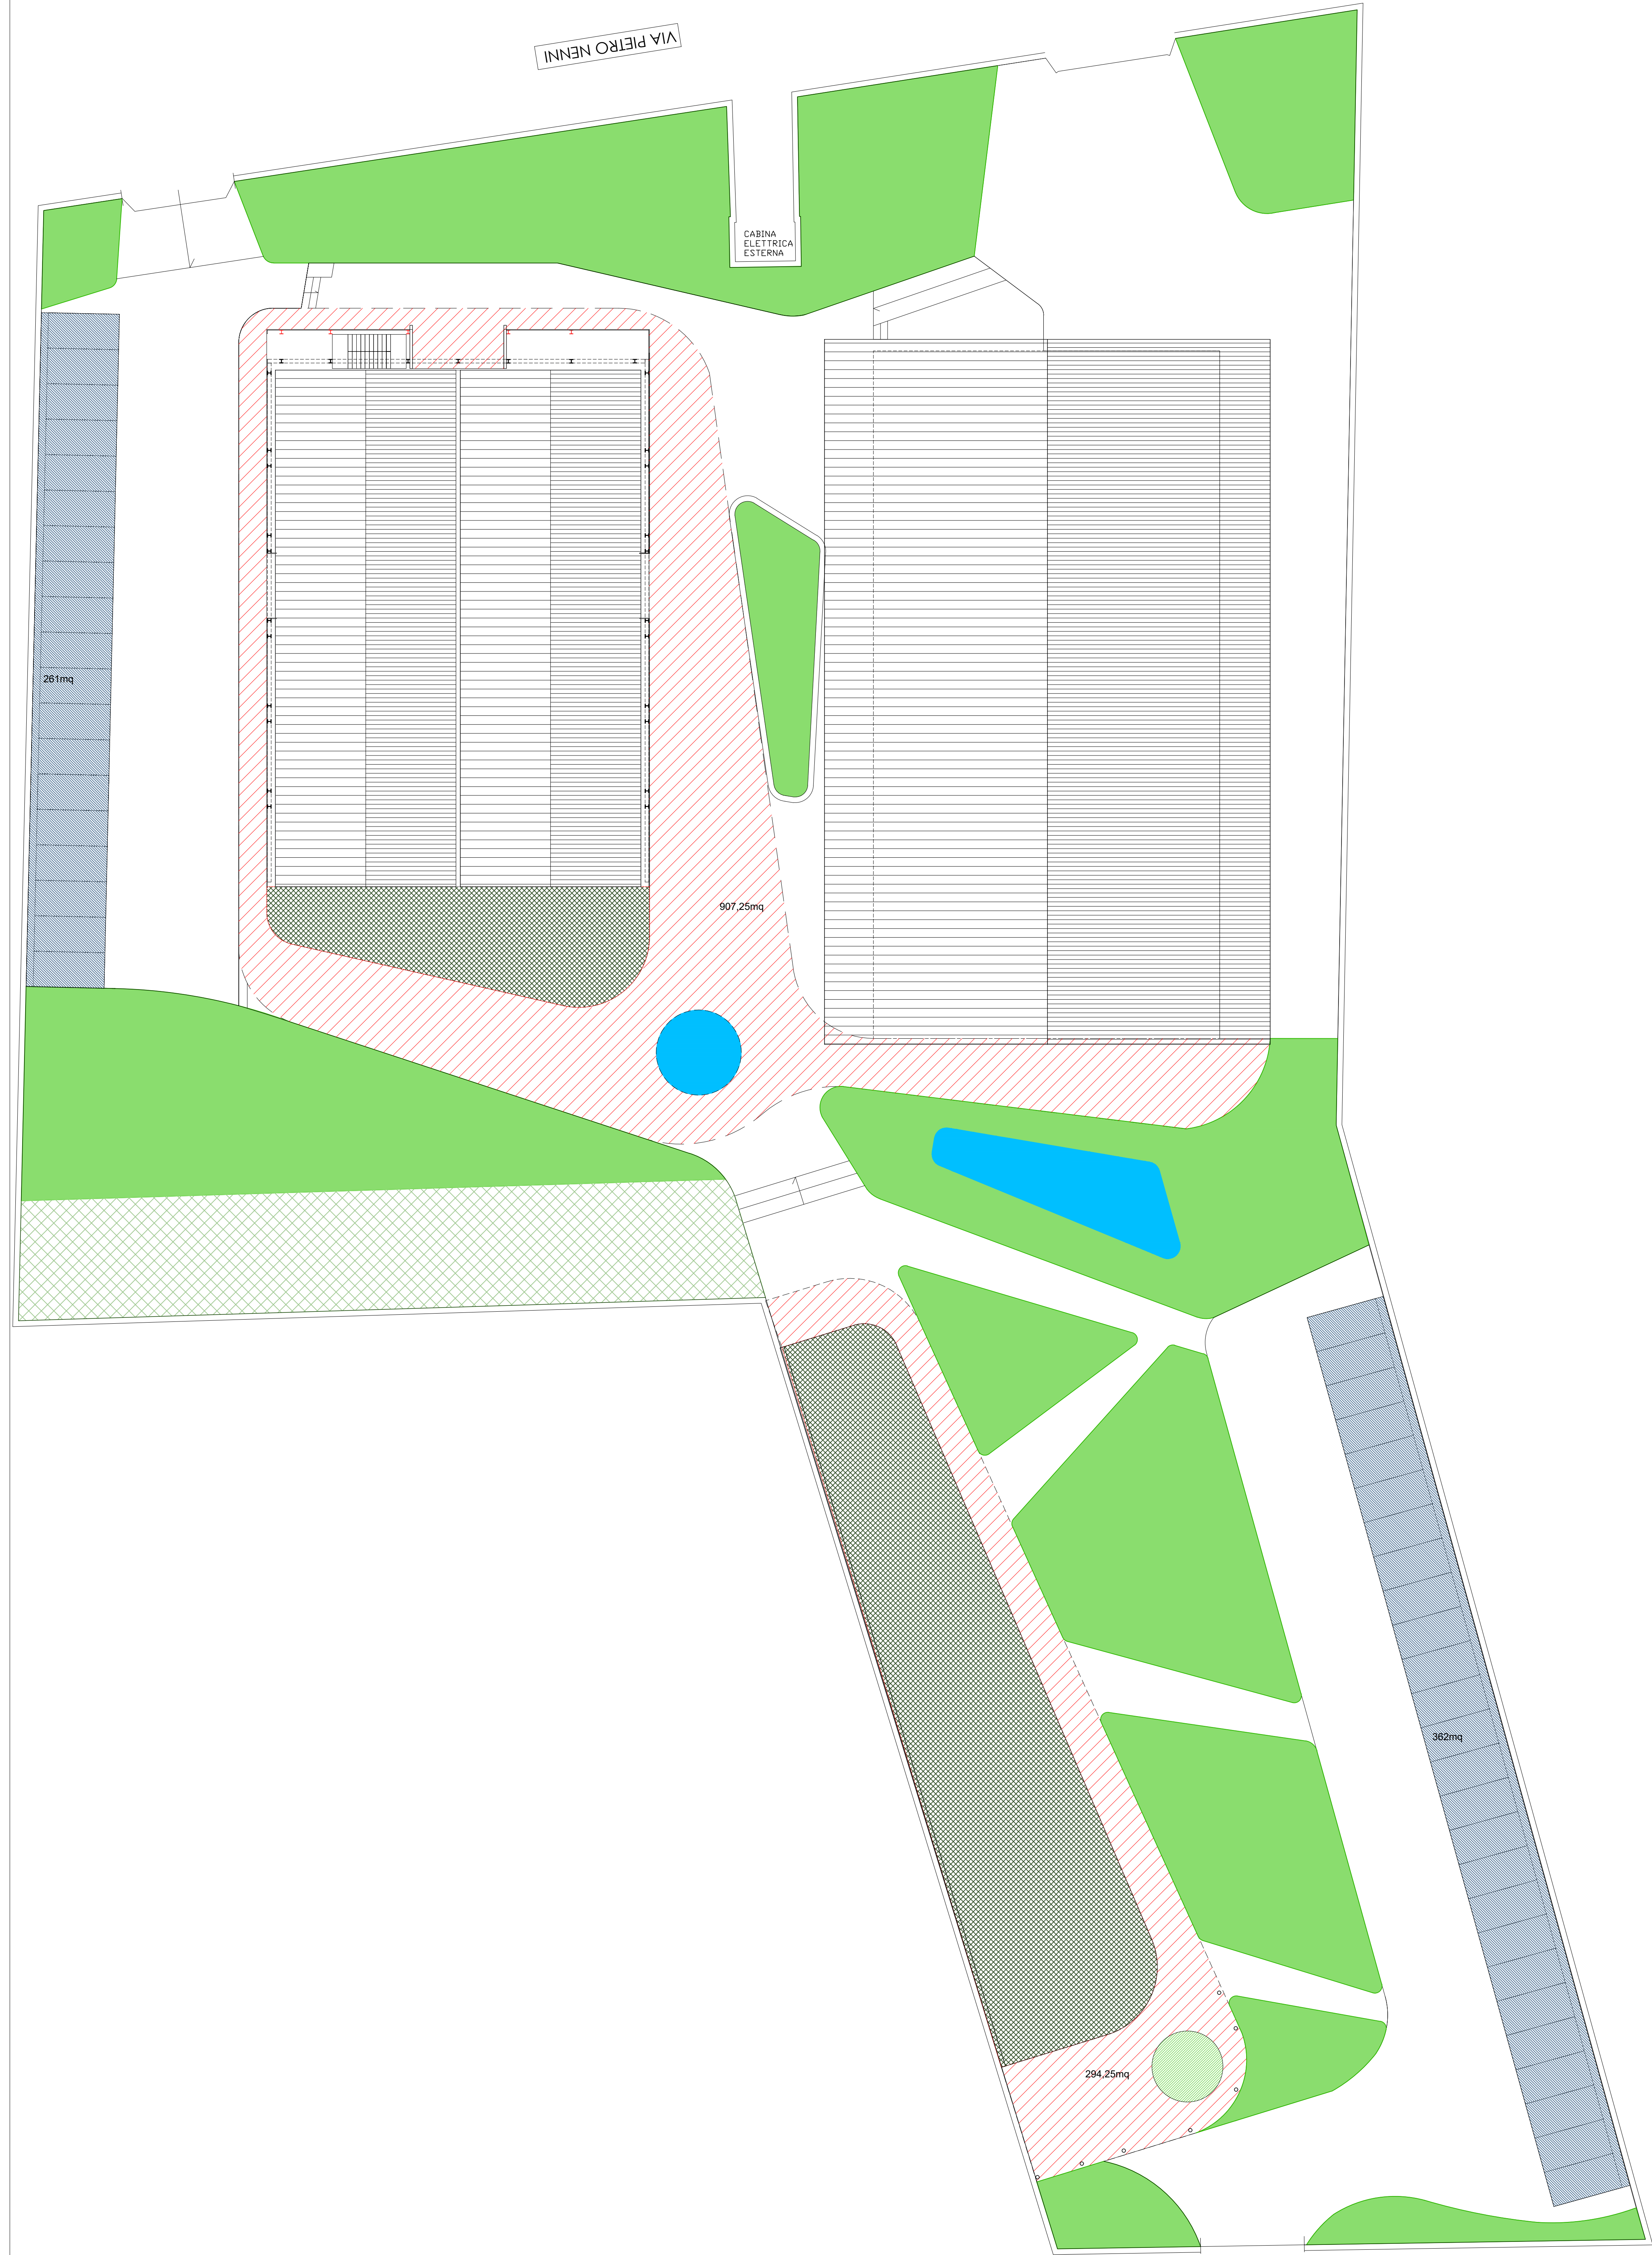 VIA PIETRO NENNI
CABINA
ELETTRICA
ESTERNA
261mq
907,25mq
362mq
294,25mq